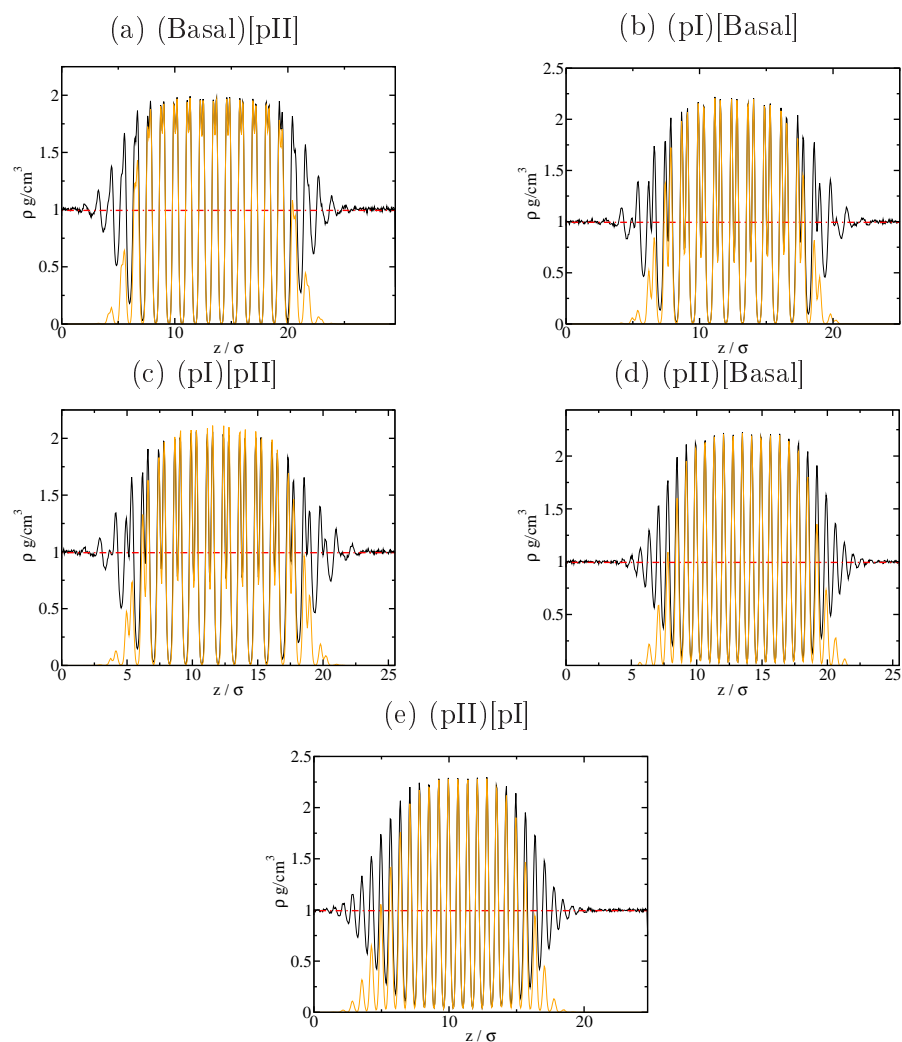 (a) (Basal)[pII]
(b) (pI)[Basal]
2
1.5
1
0.5
0
ρ g/cm³
0 10 20
z / σ
2.5
2
1.5
1
0.5
0
ρ g/cm³
0 10 20
z / σ
(c) (pI)[pII]
(d) (pII)[Basal]
2
1.5
1
0.5
0
ρ g/cm³
0 5 10 15 20 25
z / σ
2
1.5
1
0.5
ρ g/cm³
0 5 10 15 20 25
z / σ
(e) (pII)[pI]
2.5
2
1.5
1
0.5
0
ρ g/cm³
0 10 20
z / σ